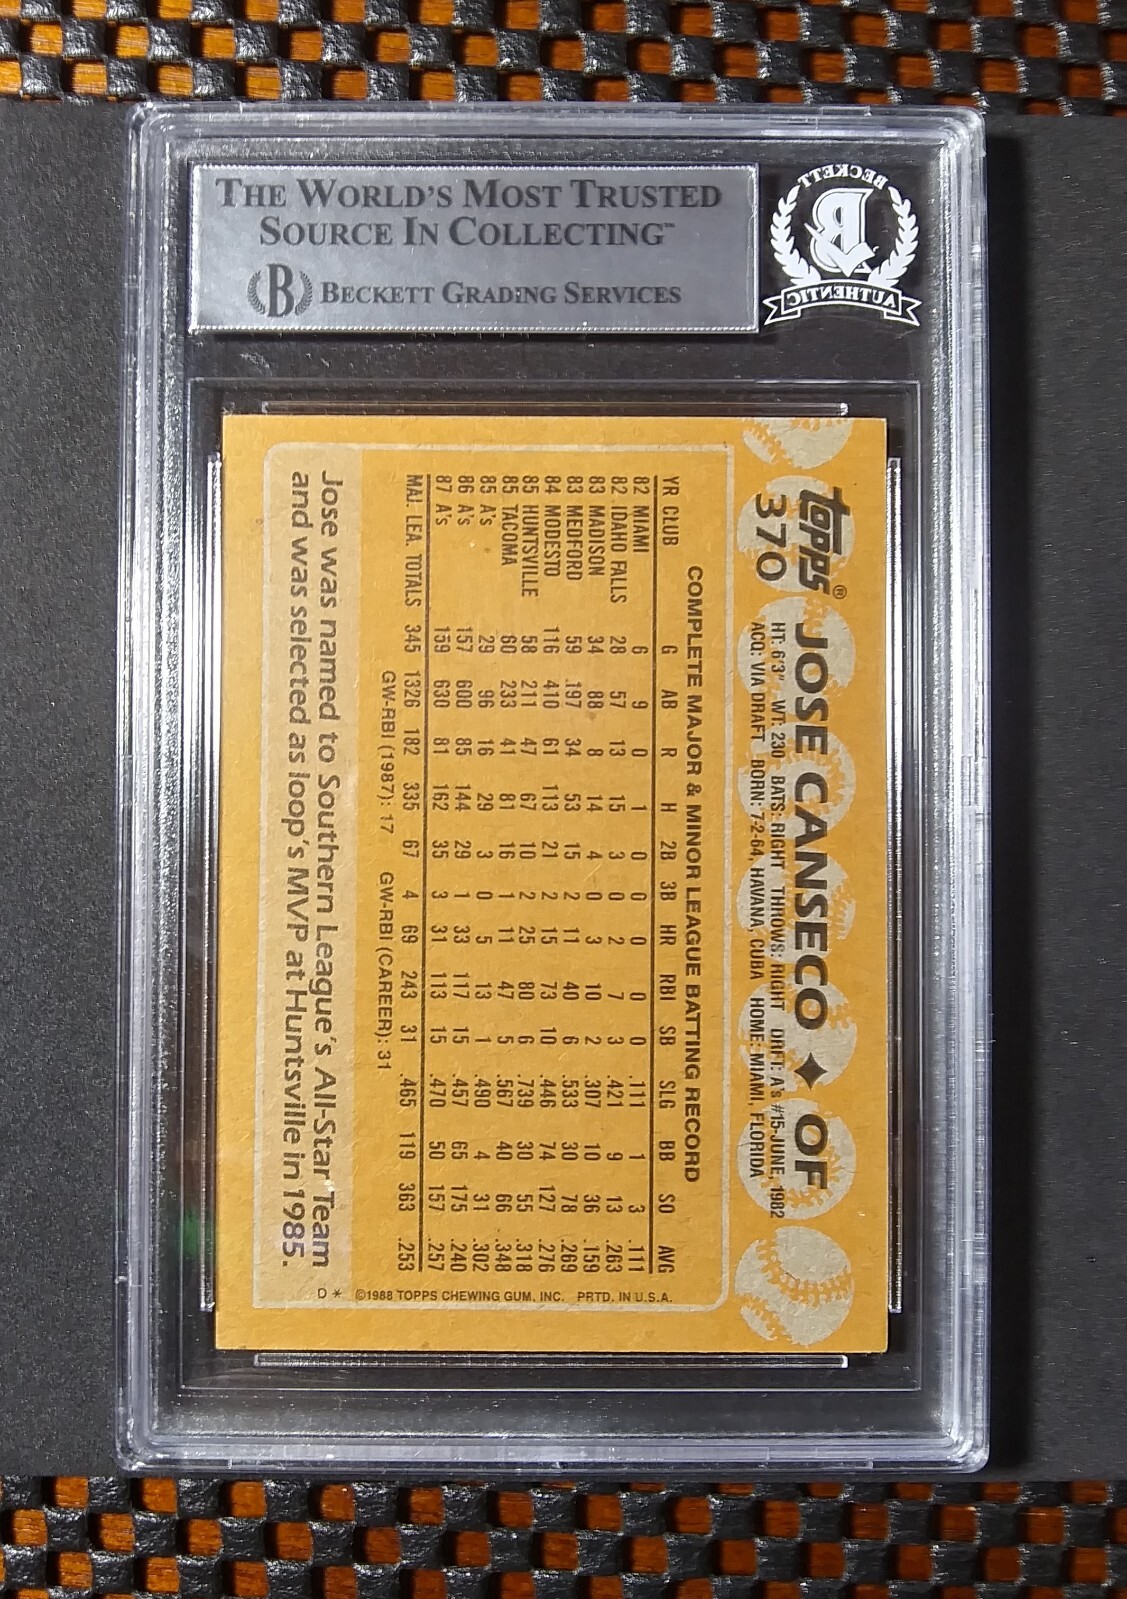 THE WORLD'S MOST TRUSTED
SOURCE IN COLLECTING™
B BECKETT GRADING SERVICES
BECKETT
B
AUTHENTIC
topps®
370
JOSE CANSECO ✦ OF
HT: 6'3" WT: 230 BATS: RIGHT THROWS: RIGHT DRFT: A's #15-JUNE, 1982
ACQ: VIA DRAFT BORN: 7-2-64, HAVANA, CUBA HOME: MIAMI, FLORIDA
COMPLETE MAJOR & MINOR LEAGUE BATTING RECORD
YR CLUB G AB R H 2B 3B HR RBI SB SLG BB SO AVG
82 MIAMI 6 9 0 1 0 0 0 0 0 .111 1 3 .111
82 IDAHO FALLS 28 57 13 15 3 0 2 7 3 .421 9 13 .263
83 MADISON 34 88 8 14 4 0 3 10 2 .307 10 36 .159
83 MEDFORD 59 .197 34 53 15 2 11 40 6 .533 30 78 .269
84 MODESTO 116 410 61 113 21 2 15 73 10 .446 74 127 .276
85 HUNTSVILLE 58 211 47 67 10 2 25 80 6 .739 30 55 .318
85 TACOMA 60 233 41 81 16 1 11 47 5 .567 40 66 .348
85 A's 29 96 16 29 3 0 5 13 1 .490 4 31 .302
86 A's 157 600 85 144 29 1 33 117 15 .457 65 175 .240
87 A's 159 630 81 162 35 3 31 113 15 .470 50 157 .257
MAJ. LEA. TOTALS 345 1326 182 335 67 4 69 243 31 .465 119 363 .253
GW-RBI (1987): 17 GW-RBI (CAREER): 31
Jose was named to Southern League's All-Star Team
and was selected as loop's MVP at Huntsville in 1985.
D* ©1988 TOPPS CHEWING GUM, INC. PRTD. IN U.S.A.